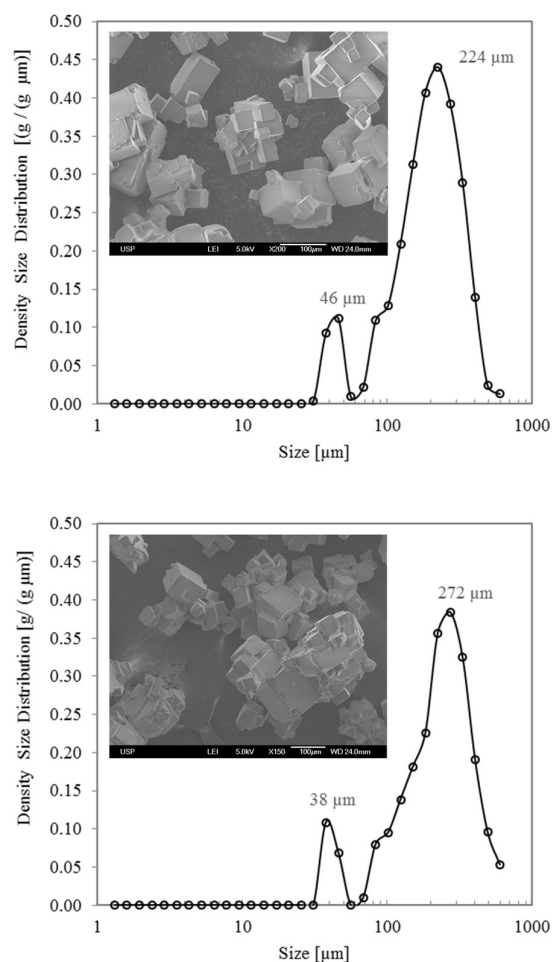 0.50
0.45
0.40
0.35
0.30
0.25
0.20
0.15
0.10
0.05
0.00
Density Size Distribution [(g / (g µm)]
224 µm
46 µm
USP LEI 5.0kV X200 100µm WD 24.0mm
1 10 100 1000
Size [µm]
0.50
0.45
0.40
0.35
0.30
0.25
0.20
0.15
0.10
0.05
0.00
Density Size Distribution [g/ (g µm)]
272 µm
38 µm
USP LEI 5.0kV X150 100µm WD 24.0mm
1 10 100 1000
Size [µm]